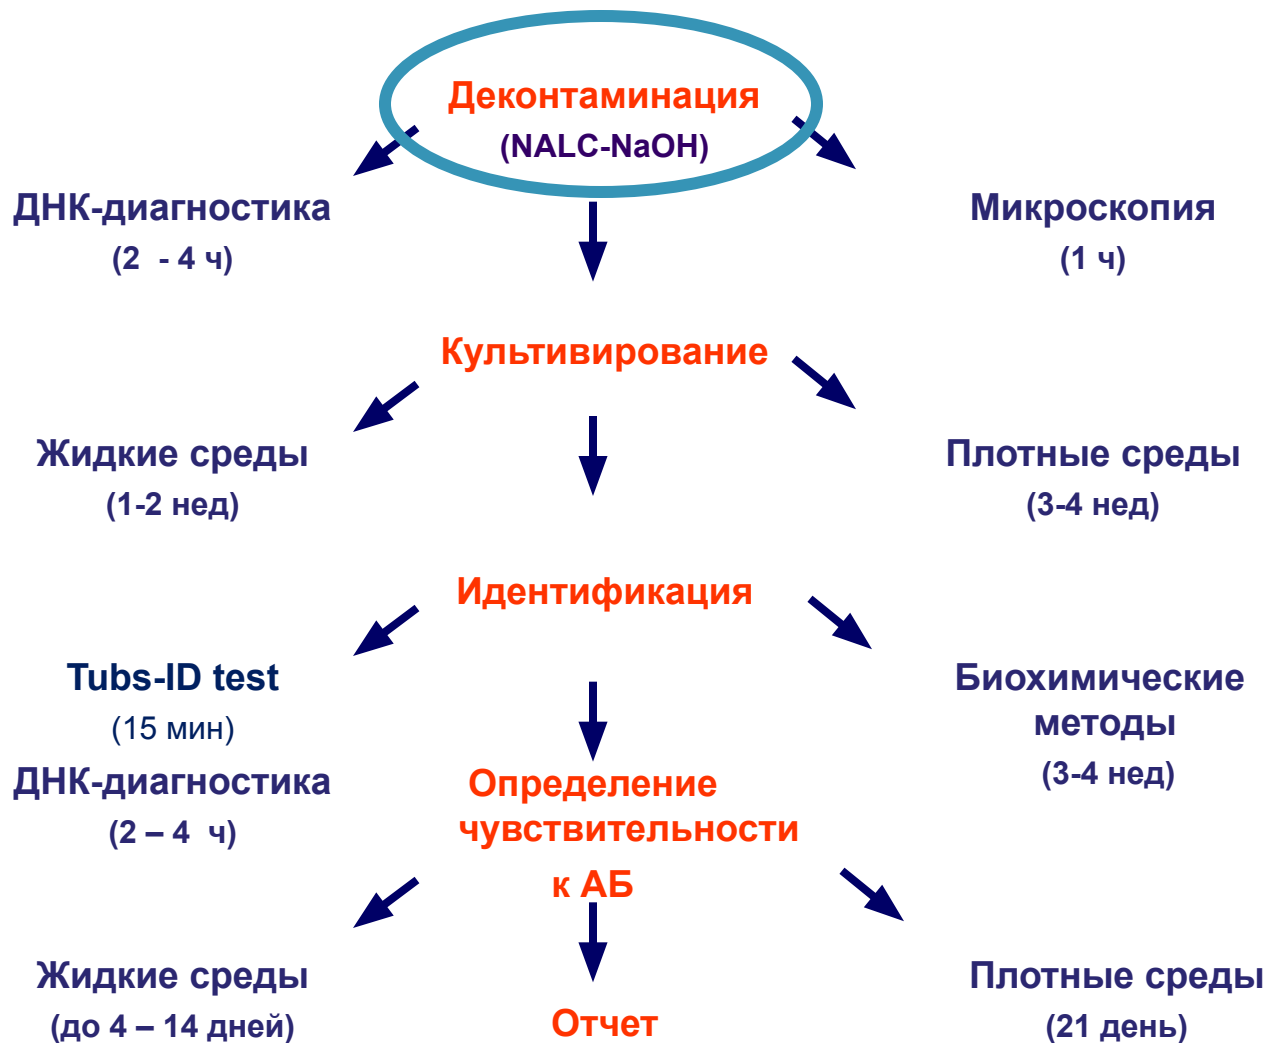 Деконтаминация
(NALC-NaOH)
ДНК-диагностика
(2 - 4 ч)
Микроскопия
(1 ч)
Культивирование
Жидкие среды
(1-2 нед)
Плотные среды
(3-4 нед)
Идентификация
Tubs-ID test
(15 мин)
ДНК-диагностика
(2 – 4 ч)
Биохимические
методы
(3-4 нед)
Определение
чувствительности
к АБ
Жидкие среды
(до 4 – 14 дней)
Плотные среды
(21 день)
Отчет